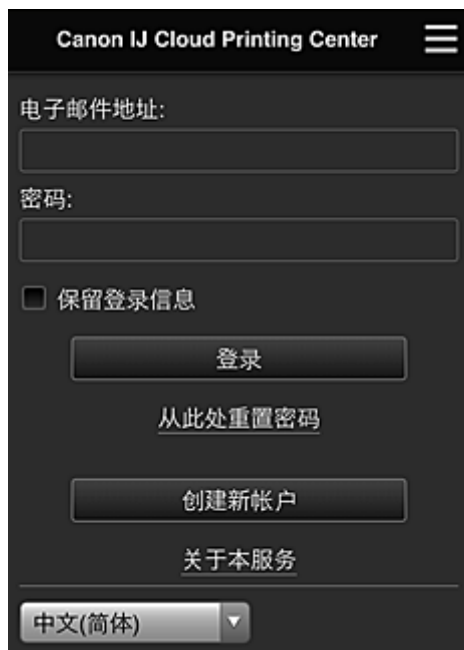 Canon IJ Cloud Printing Center
电子邮件地址:
密码:
保留登录信息
登录
从此处重置密码
创建新帐户
关于本服务
中文(简体)